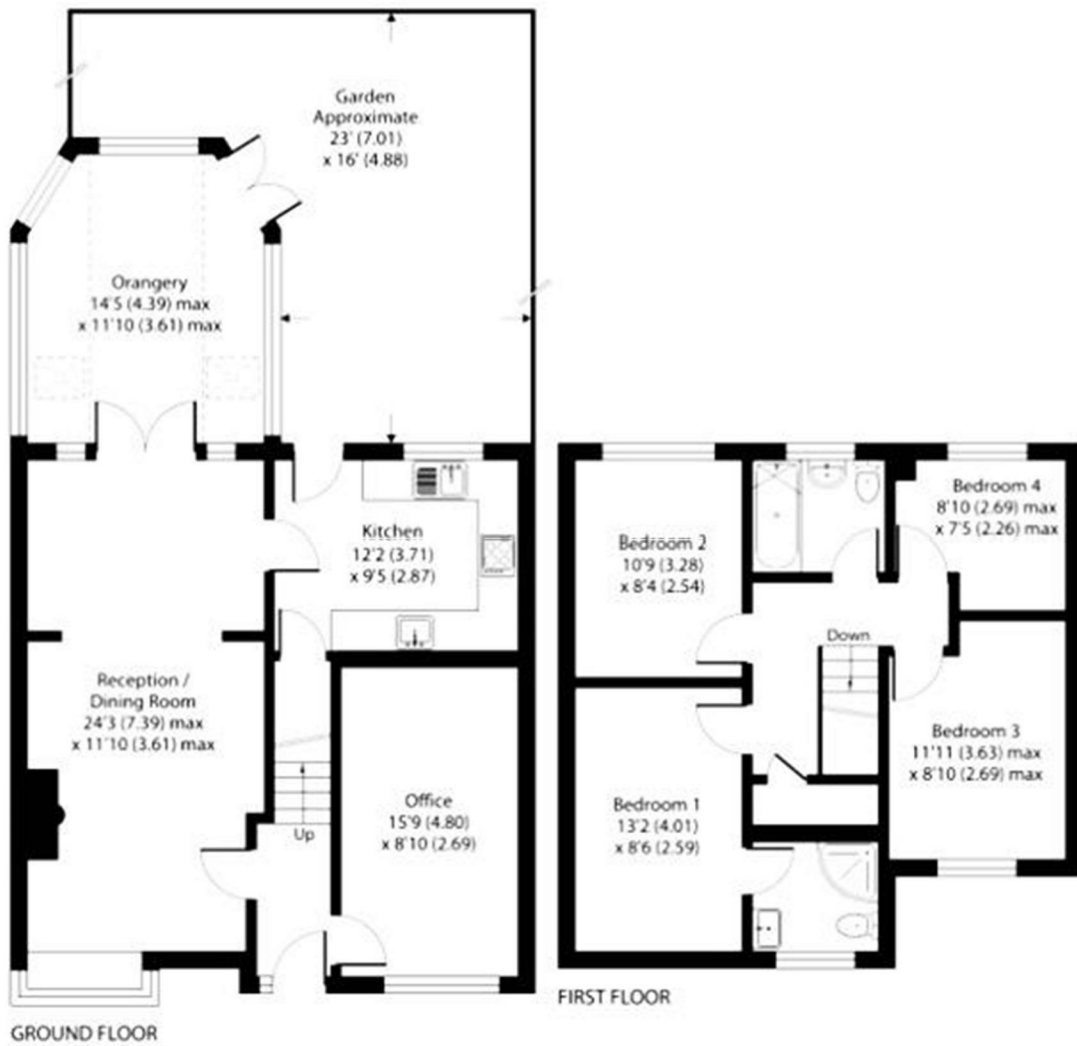 Garden
Approximate
23' (7.01)
x 16' (4.88)
Orangery
14'5 (4.39) max
x 11'10 (3.61) max
Kitchen
12'2 (3.71)
x 9'5 (2.87)
Reception /
Dining Room
24'3 (7.39) max
x 11'10 (3.61) max
Up
Office
15'9 (4.80)
x 8'10 (2.69)
GROUND FLOOR
Bedroom 2
10'9 (3.28)
x 8'4 (2.54)
Bedroom 4
8'10 (2.69) max
x 7'5 (2.26) max
Down
Bedroom 3
11'11 (3.63) max
x 8'10 (2.69) max
Bedroom 1
13'2 (4.01)
x 8'6 (2.59)
FIRST FLOOR